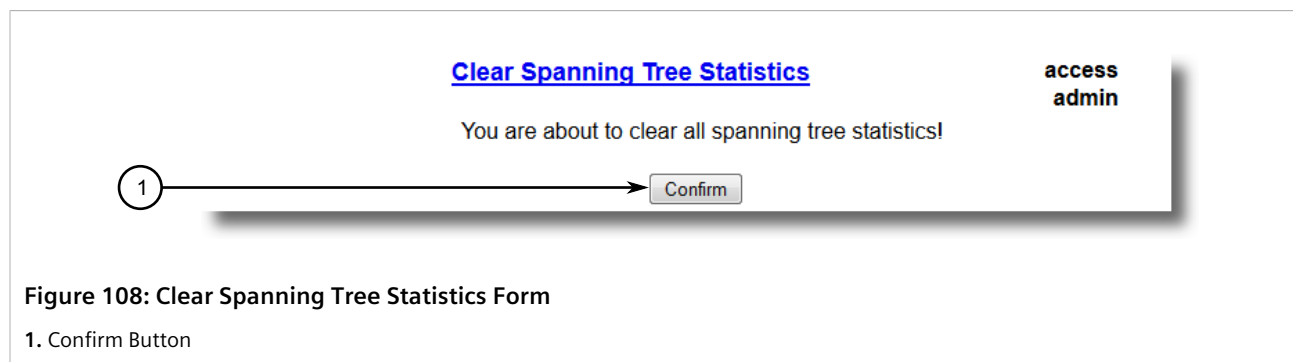 Clear Spanning Tree Statistics
access
admin
You are about to clear all spanning tree statistics!
1
Confirm
Figure 108: Clear Spanning Tree Statistics Form
1. Confirm Button